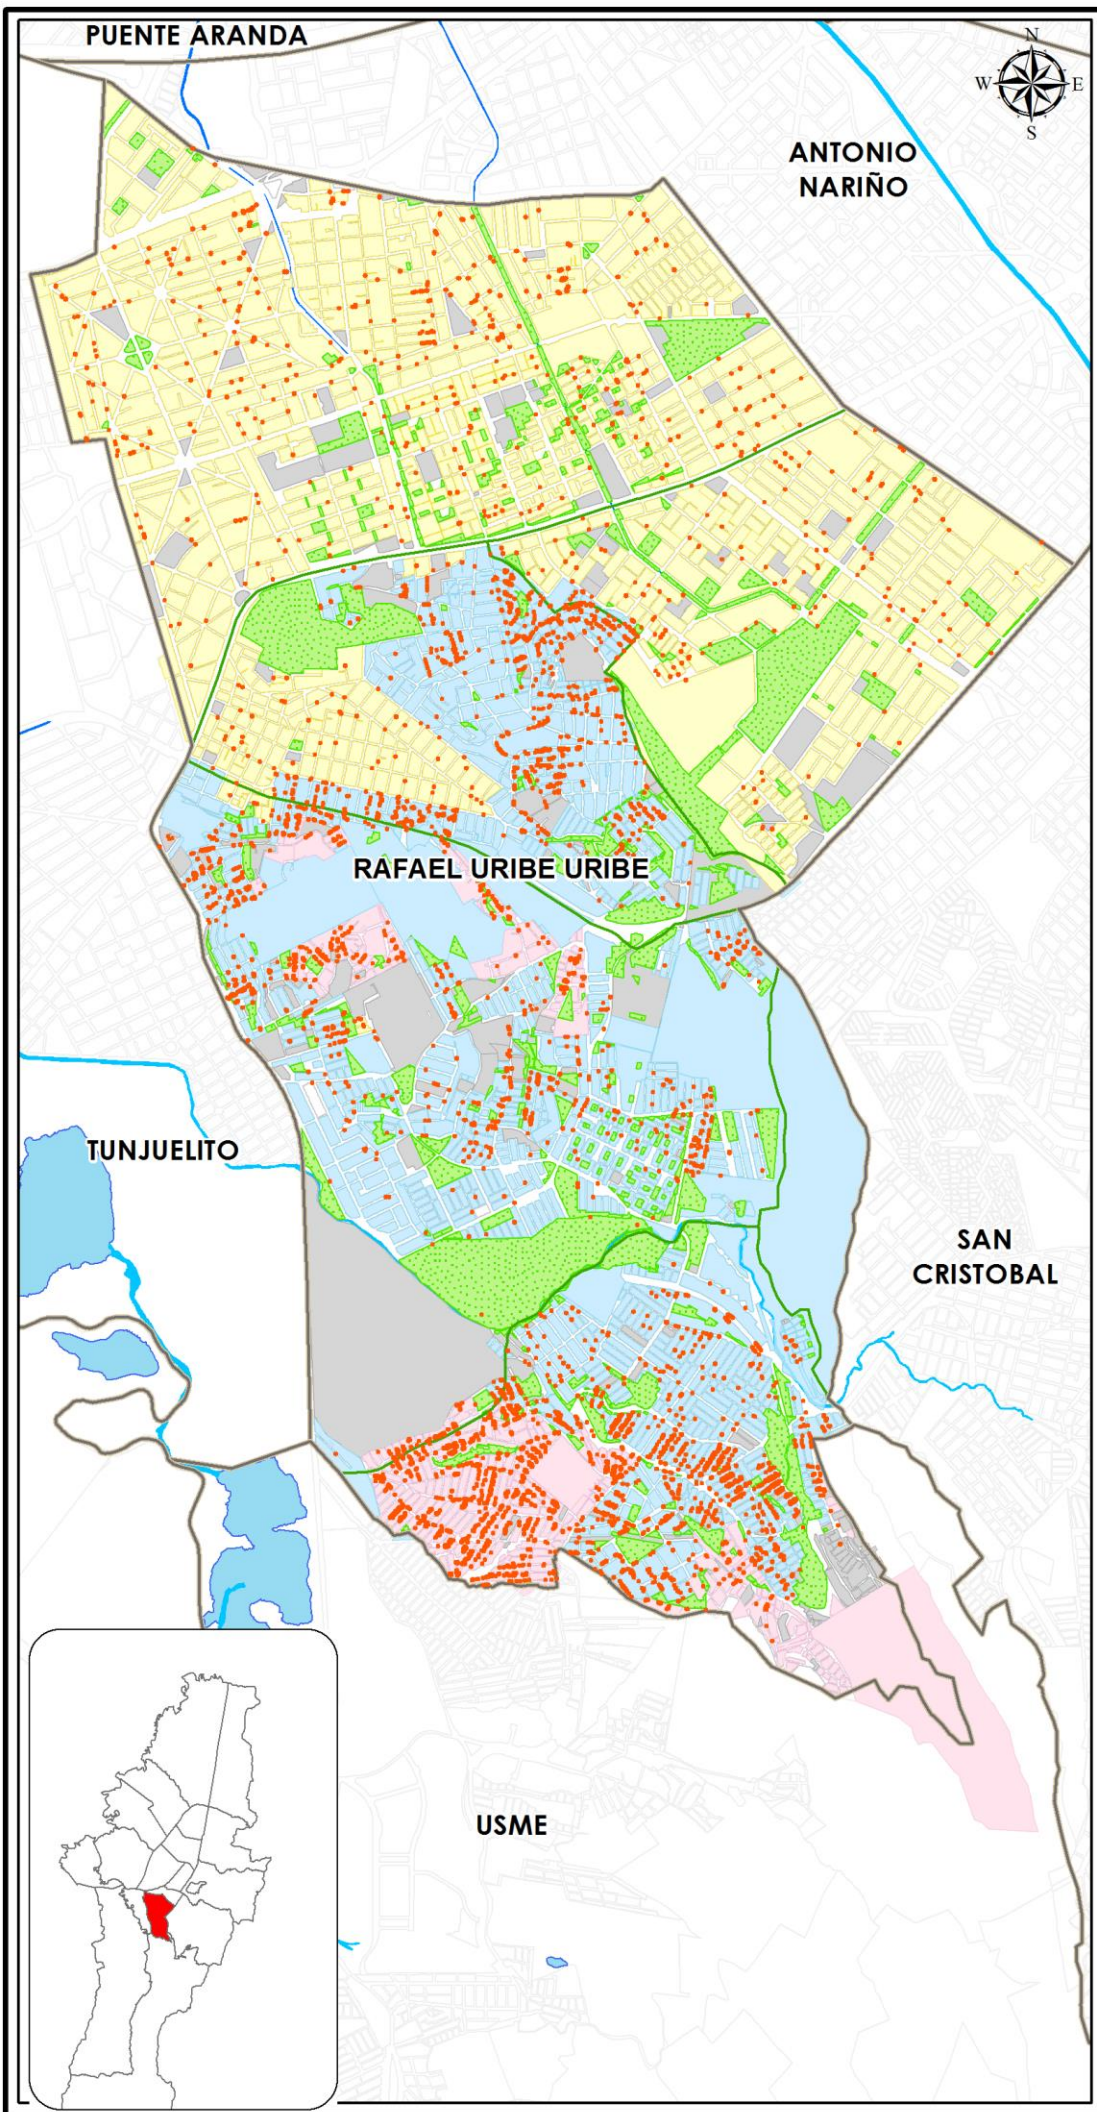 PUENTE ARANDA
N
W
E
S
ANTONIO
NARIÑO
RAFAEL URIBE URIBE
TUNJUELITO
SAN
CRISTOBAL
USME